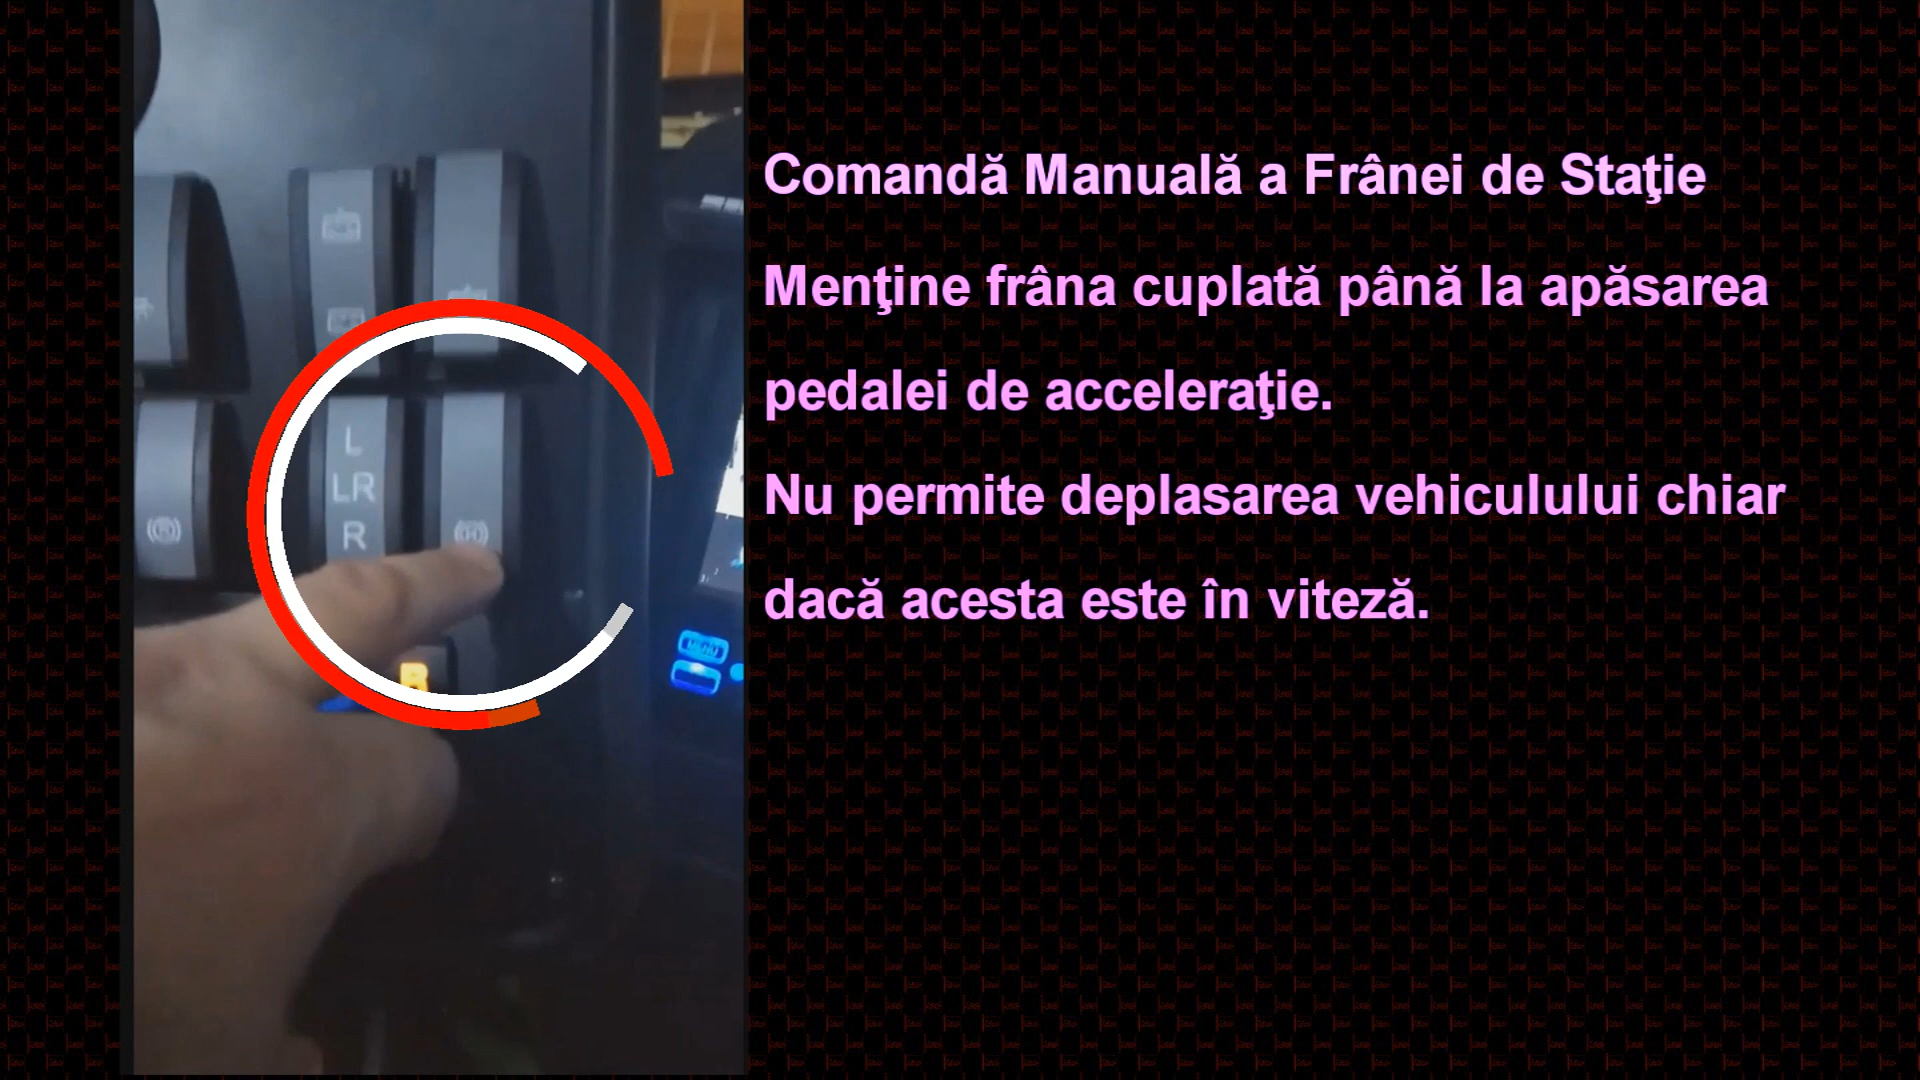 Comandă Manuală a Frânei de Staţie
Menţine frâna cuplată până la apăsarea
pedalei de acceleraţie.
Nu permite deplasarea vehiculului chiar
dacă acesta este în viteză.
L
LR
R
(H)
R
MENU